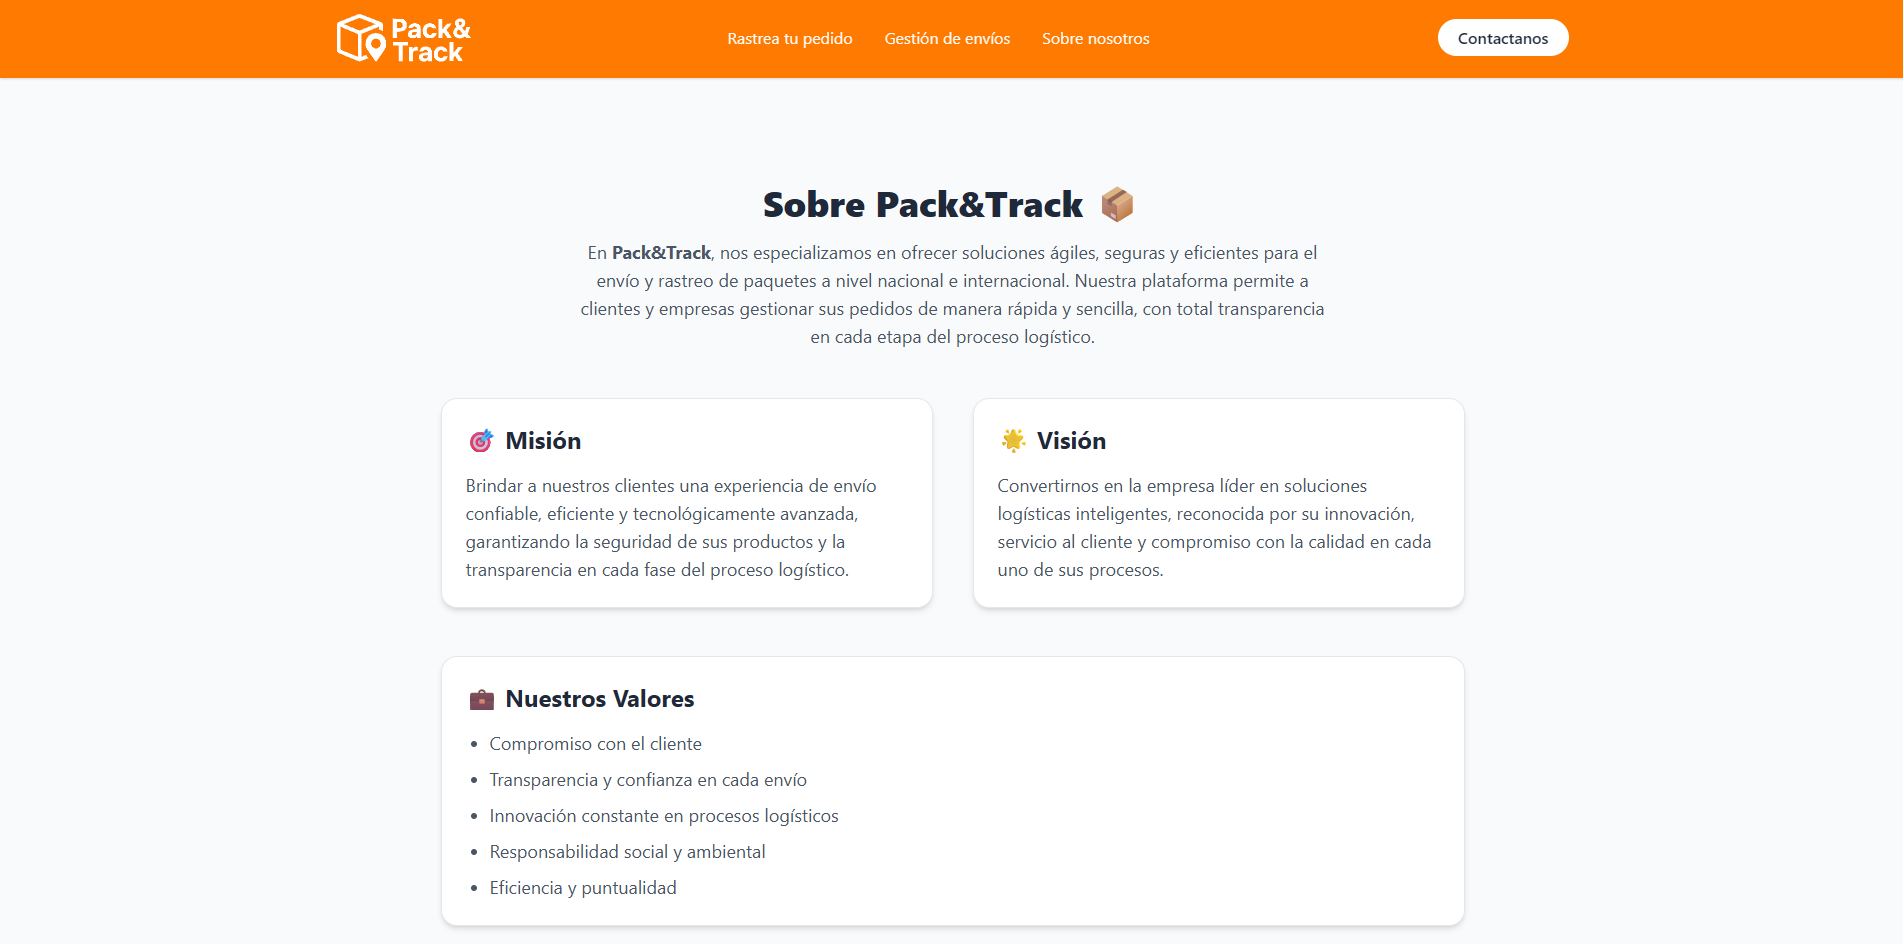 Pack&
Track
Rastrea tu pedido
Gestión de envíos
Sobre nosotros
Contactanos
Sobre Pack&Track
En Pack&Track, nos especializamos en ofrecer soluciones ágiles, seguras y eficientes para el
envío y rastreo de paquetes a nivel nacional e internacional. Nuestra plataforma permite a
clientes y empresas gestionar sus pedidos de manera rápida y sencilla, con total transparencia
en cada etapa del proceso logístico.
Misión
Brindar a nuestros clientes una experiencia de envío
confiable, eficiente y tecnológicamente avanzada,
garantizando la seguridad de sus productos y la
transparencia en cada fase del proceso logístico.
Visión
Convertirnos en la empresa líder en soluciones
logísticas inteligentes, reconocida por su innovación,
servicio al cliente y compromiso con la calidad en cada
uno de sus procesos.
Nuestros Valores
• Compromiso con el cliente
• Transparencia y confianza en cada envío
• Innovación constante en procesos logísticos
• Responsabilidad social y ambiental
• Eficiencia y puntualidad